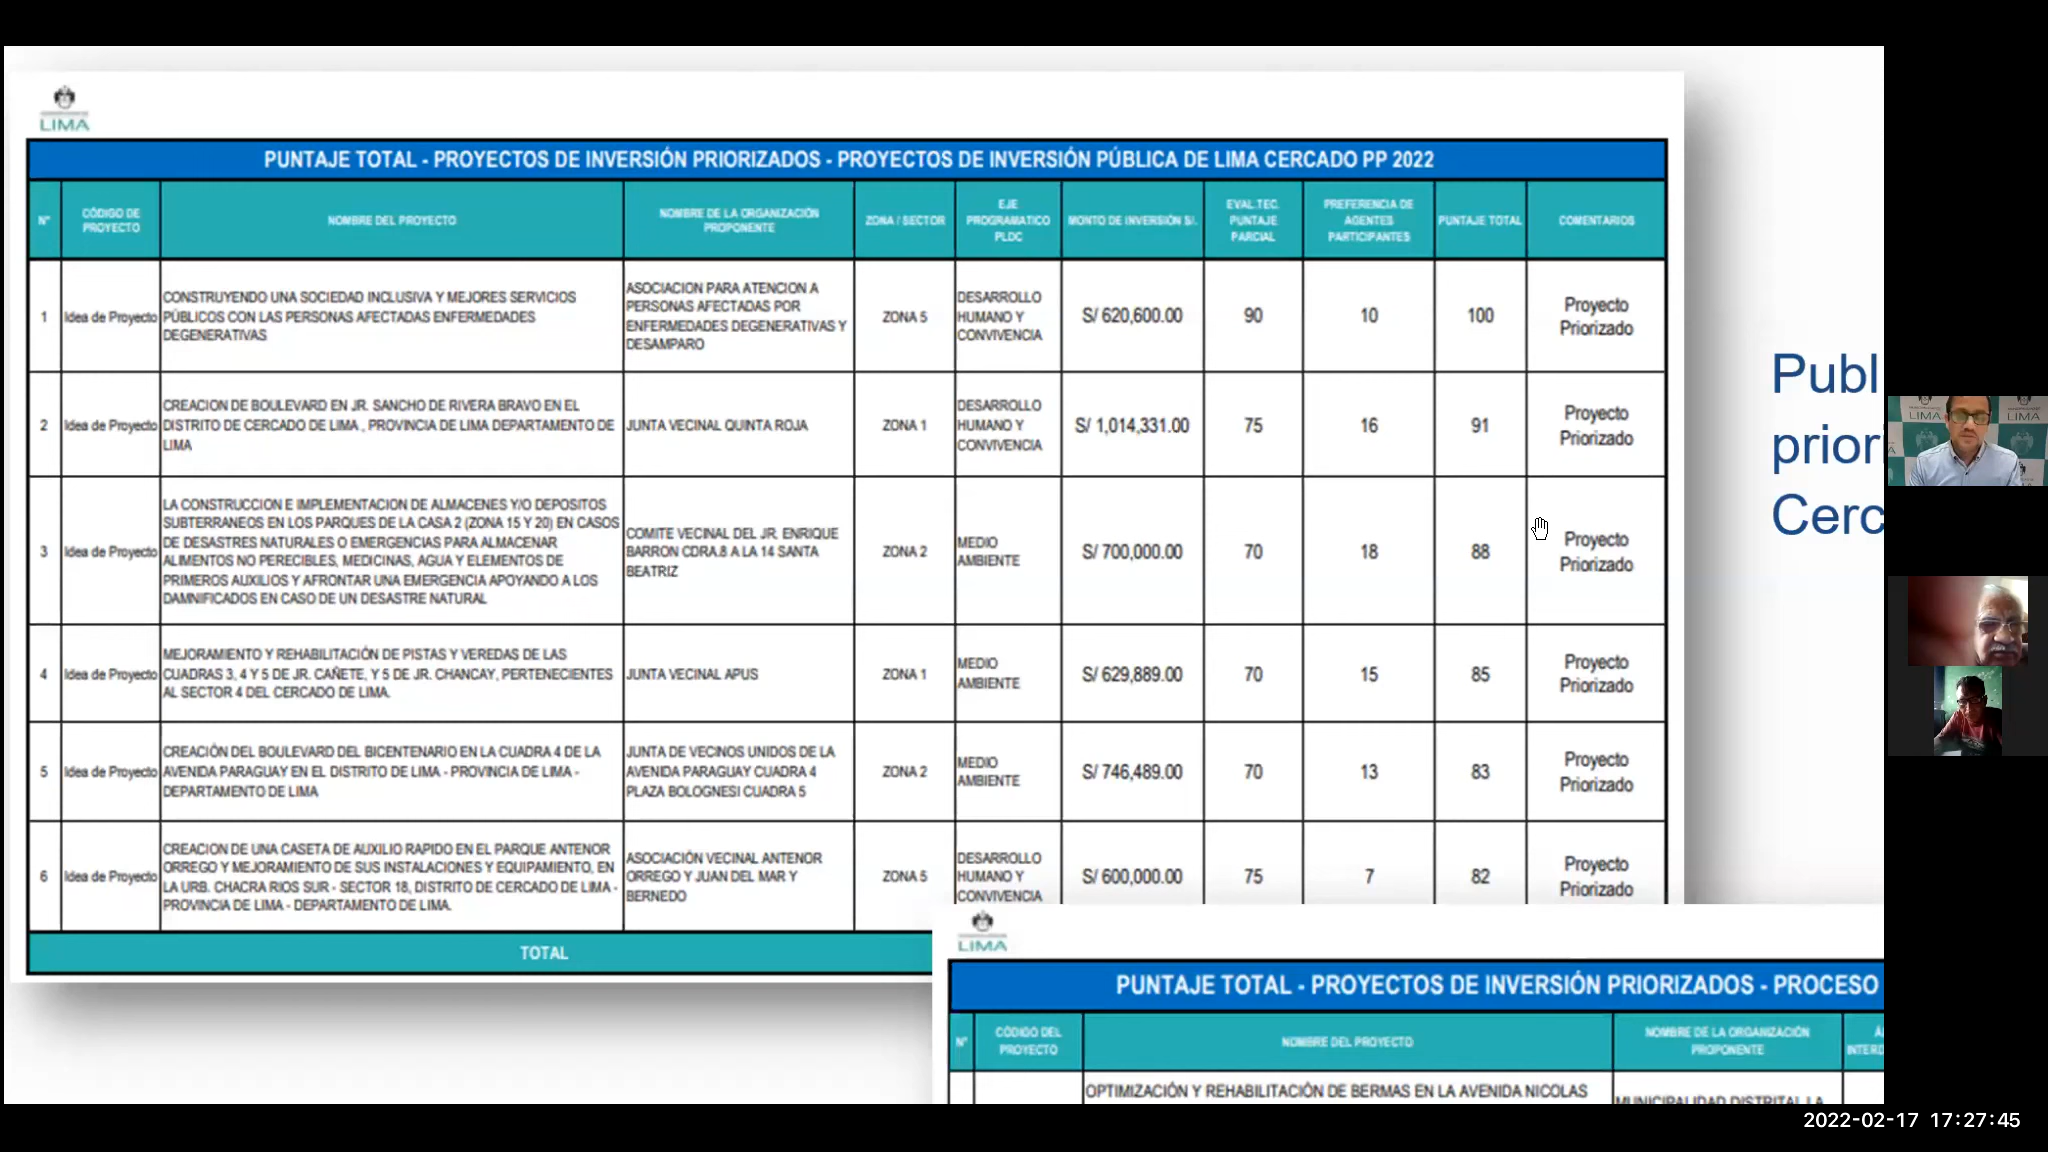 LIMA
PUNTAJE TOTAL - PROYECTOS DE INVERSIÓN PRIORIZADOS - PROYECTOS DE INVERSIÓN PÚBLICA DE LIMA CERCADO PP 2022
N°
CÓDIGO DE
PROYECTO
NOMBRE DEL PROYECTO
NOMBRE DE LA ORGANIZACIÓN
PROPONENTE
ZONA / SECTOR
EJE
PROGRAMATICO
PLDC
MONTO DE INVERSIÓN S/.
EVAL.TEC.
PUNTAJE
PARCIAL
PREFERENCIA DE
AGENTES
PARTICIPANTES
PUNTAJE TOTAL
COMENTARIOS
1
Idea de Proyecto
CONSTRUYENDO UNA SOCIEDAD INCLUSIVA Y MEJORES SERVICIOS
PÚBLICOS CON LAS PERSONAS AFECTADAS ENFERMEDADES
DEGENERATIVAS
ASOCIACION PARA ATENCION A
PERSONAS AFECTADAS POR
ENFERMEDADES DEGENERATIVAS Y
DESAMPARO
ZONA 5
DESARROLLO
HUMANO Y
CONVIVENCIA
S/ 620,600.00
90
10
100
Proyecto
Priorizado
2
Idea de Proyecto
CREACION DE BOULEVARD EN JR. SANCHO DE RIVERA BRAVO EN EL
DISTRITO DE CERCADO DE LIMA , PROVINCIA DE LIMA DEPARTAMENTO DE
LIMA
JUNTA VECINAL QUINTA ROJA
ZONA 1
DESARROLLO
HUMANO Y
CONVIVENCIA
S/ 1,014,331.00
75
16
91
Proyecto
Priorizado
3
Idea de Proyecto
LA CONSTRUCCION E IMPLEMENTACION DE ALMACENES Y/O DEPOSITOS
SUBTERRANEOS EN LOS PARQUES DE LA CASA 2 (ZONA 15 Y 20) EN CASOS
DE DESASTRES NATURALES O EMERGENCIAS PARA ALMACENAR
ALIMENTOS NO PERECIBLES, MEDICINAS, AGUA Y ELEMENTOS DE
PRIMEROS AUXILIOS Y AFRONTAR UNA EMERGENCIA APOYANDO A LOS
DAMNIFICADOS EN CASO DE UN DESASTRE NATURAL
COMITE VECINAL DEL JR. ENRIQUE
BARRON CDRA.8 A LA 14 SANTA
BEATRIZ
ZONA 2
MEDIO
AMBIENTE
S/ 700,000.00
70
18
88
Proyecto
Priorizado
4
Idea de Proyecto
MEJORAMIENTO Y REHABILITACIÓN DE PISTAS Y VEREDAS DE LAS
CUADRAS 3, 4 Y 5 DE JR. CAÑETE, Y 5 DE JR. CHANCAY, PERTENECIENTES
AL SECTOR 4 DEL CERCADO DE LIMA.
JUNTA VECINAL APUS
ZONA 1
MEDIO
AMBIENTE
S/ 629,889.00
70
15
85
Proyecto
Priorizado
5
Idea de Proyecto
CREACIÓN DEL BOULEVARD DEL BICENTENARIO EN LA CUADRA 4 DE LA
AVENIDA PARAGUAY EN EL DISTRITO DE LIMA - PROVINCIA DE LIMA -
DEPARTAMENTO DE LIMA
JUNTA DE VECINOS UNIDOS DE LA
AVENIDA PARAGUAY CUADRA 4
PLAZA BOLOGNESI CUADRA 5
ZONA 2
MEDIO
AMBIENTE
S/ 746,489.00
70
13
83
Proyecto
Priorizado
6
Idea de Proyecto
CREACION DE UNA CASETA DE AUXILIO RAPIDO EN EL PARQUE ANTENOR
ORREGO Y MEJORAMIENTO DE SUS INSTALACIONES Y EQUIPAMIENTO, EN
LA URB. CHACRA RIOS SUR - SECTOR 18, DISTRITO DE CERCADO DE LIMA -
PROVINCIA DE LIMA - DEPARTAMENTO DE LIMA.
ASOCIACIÓN VECINAL ANTENOR
ORREGO Y JUAN DEL MAR Y
BERNEDO
ZONA 5
DESARROLLO
HUMANO Y
CONVIVENCIA
S/ 600,000.00
75
7
82
Proyecto
Priorizado
TOTAL
Publ
prior
Cerc
LIMA
LIMA
LIMA
PUNTAJE TOTAL - PROYECTOS DE INVERSIÓN PRIORIZADOS - PROCESO
N°
CÓDIGO DEL
PROYECTO
NOMBRE DEL PROYECTO
NOMBRE DE LA ORGANIZACIÓN
PROPONENTE
OPTIMIZACIÓN Y REHABILITACIÓN DE BERMAS EN LA AVENIDA NICOLAS
MUNICIPALIDAD DISTRITAL LA
2022-02-17 17:27:45